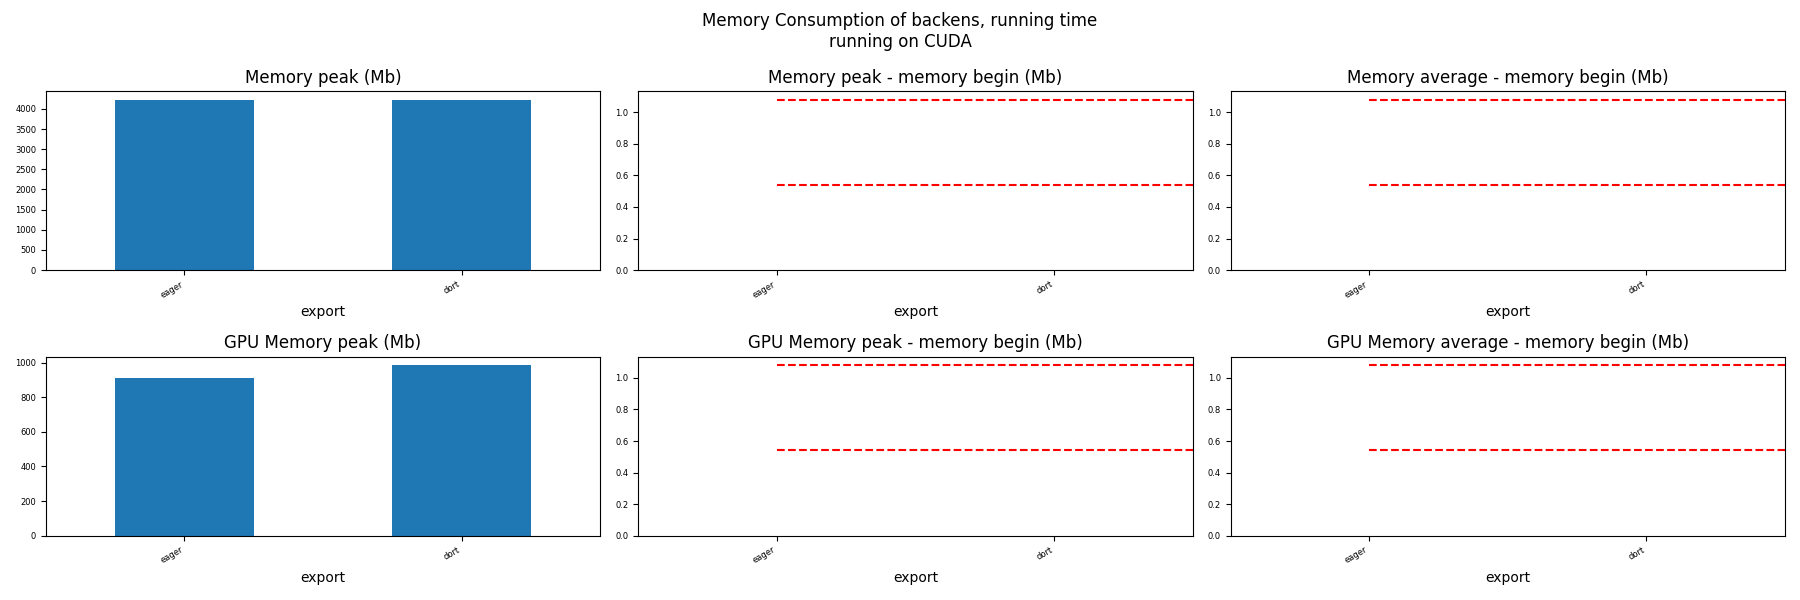 Memory Consumption of backens, running time
running on CUDA
Memory peak (Mb)
4000
3500
3000
2500
2000
1500
1000
500
0
eager
dort
export
Memory peak - memory begin (Mb)
1.0
0.8
0.6
0.4
0.2
0.0
eager
dort
export
Memory average - memory begin (Mb)
1.0
0.8
0.6
0.4
0.2
0.0
eager
dort
export
GPU Memory peak (Mb)
1000
800
600
400
200
0
eager
dort
export
GPU Memory peak - memory begin (Mb)
1.0
0.8
0.6
0.4
0.2
0.0
eager
dort
export
GPU Memory average - memory begin (Mb)
1.0
0.8
0.6
0.4
0.2
0.0
eager
dort
export